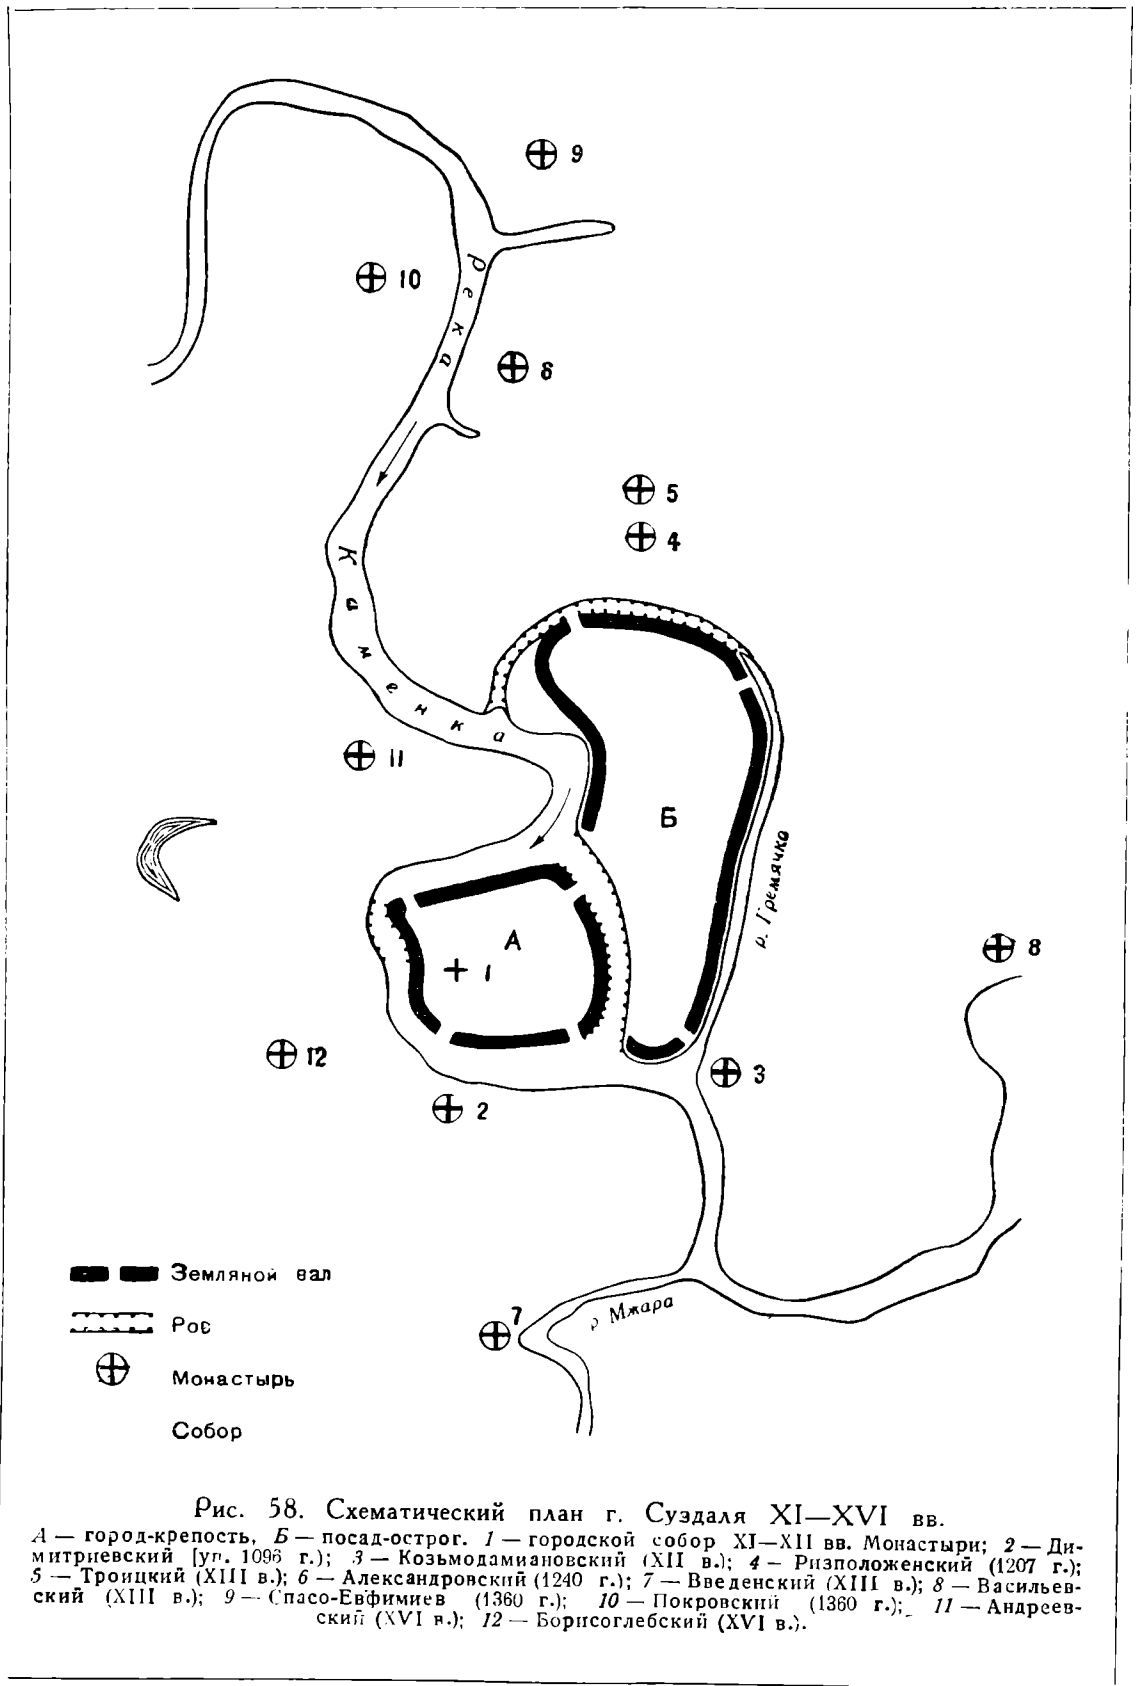 9
10
Река
6
5
4
Каменка
11
Б
р. Гремячка
А
1
8
12
3
2
7
р Мжара
Земляной вал
Ров
Монастырь
Собор
Рис. 58. Схематический план г. Суздаля XI—XVI вв.
А — город-крепость, Б — посад-острог. 1 — городской собор XI—XII вв. Монастыри; 2 — Ди-
митриевский [уп. 1096 г.); 3 — Козьмодамиановский (XII в.); 4 — Ризположенский (1207 г.);
5 — Троицкий (XIII в.); 6 — Александровский (1240 г.); 7 — Введенский (XIII в.); 8 — Васильев-
ский (XIII в.); 9 — Спасо-Евфимиев (1360 г.); 10 — Покровский (1360 г.); 11 — Андреев-
ский (XVI в.); 12 — Борисоглебский (XVI в.).